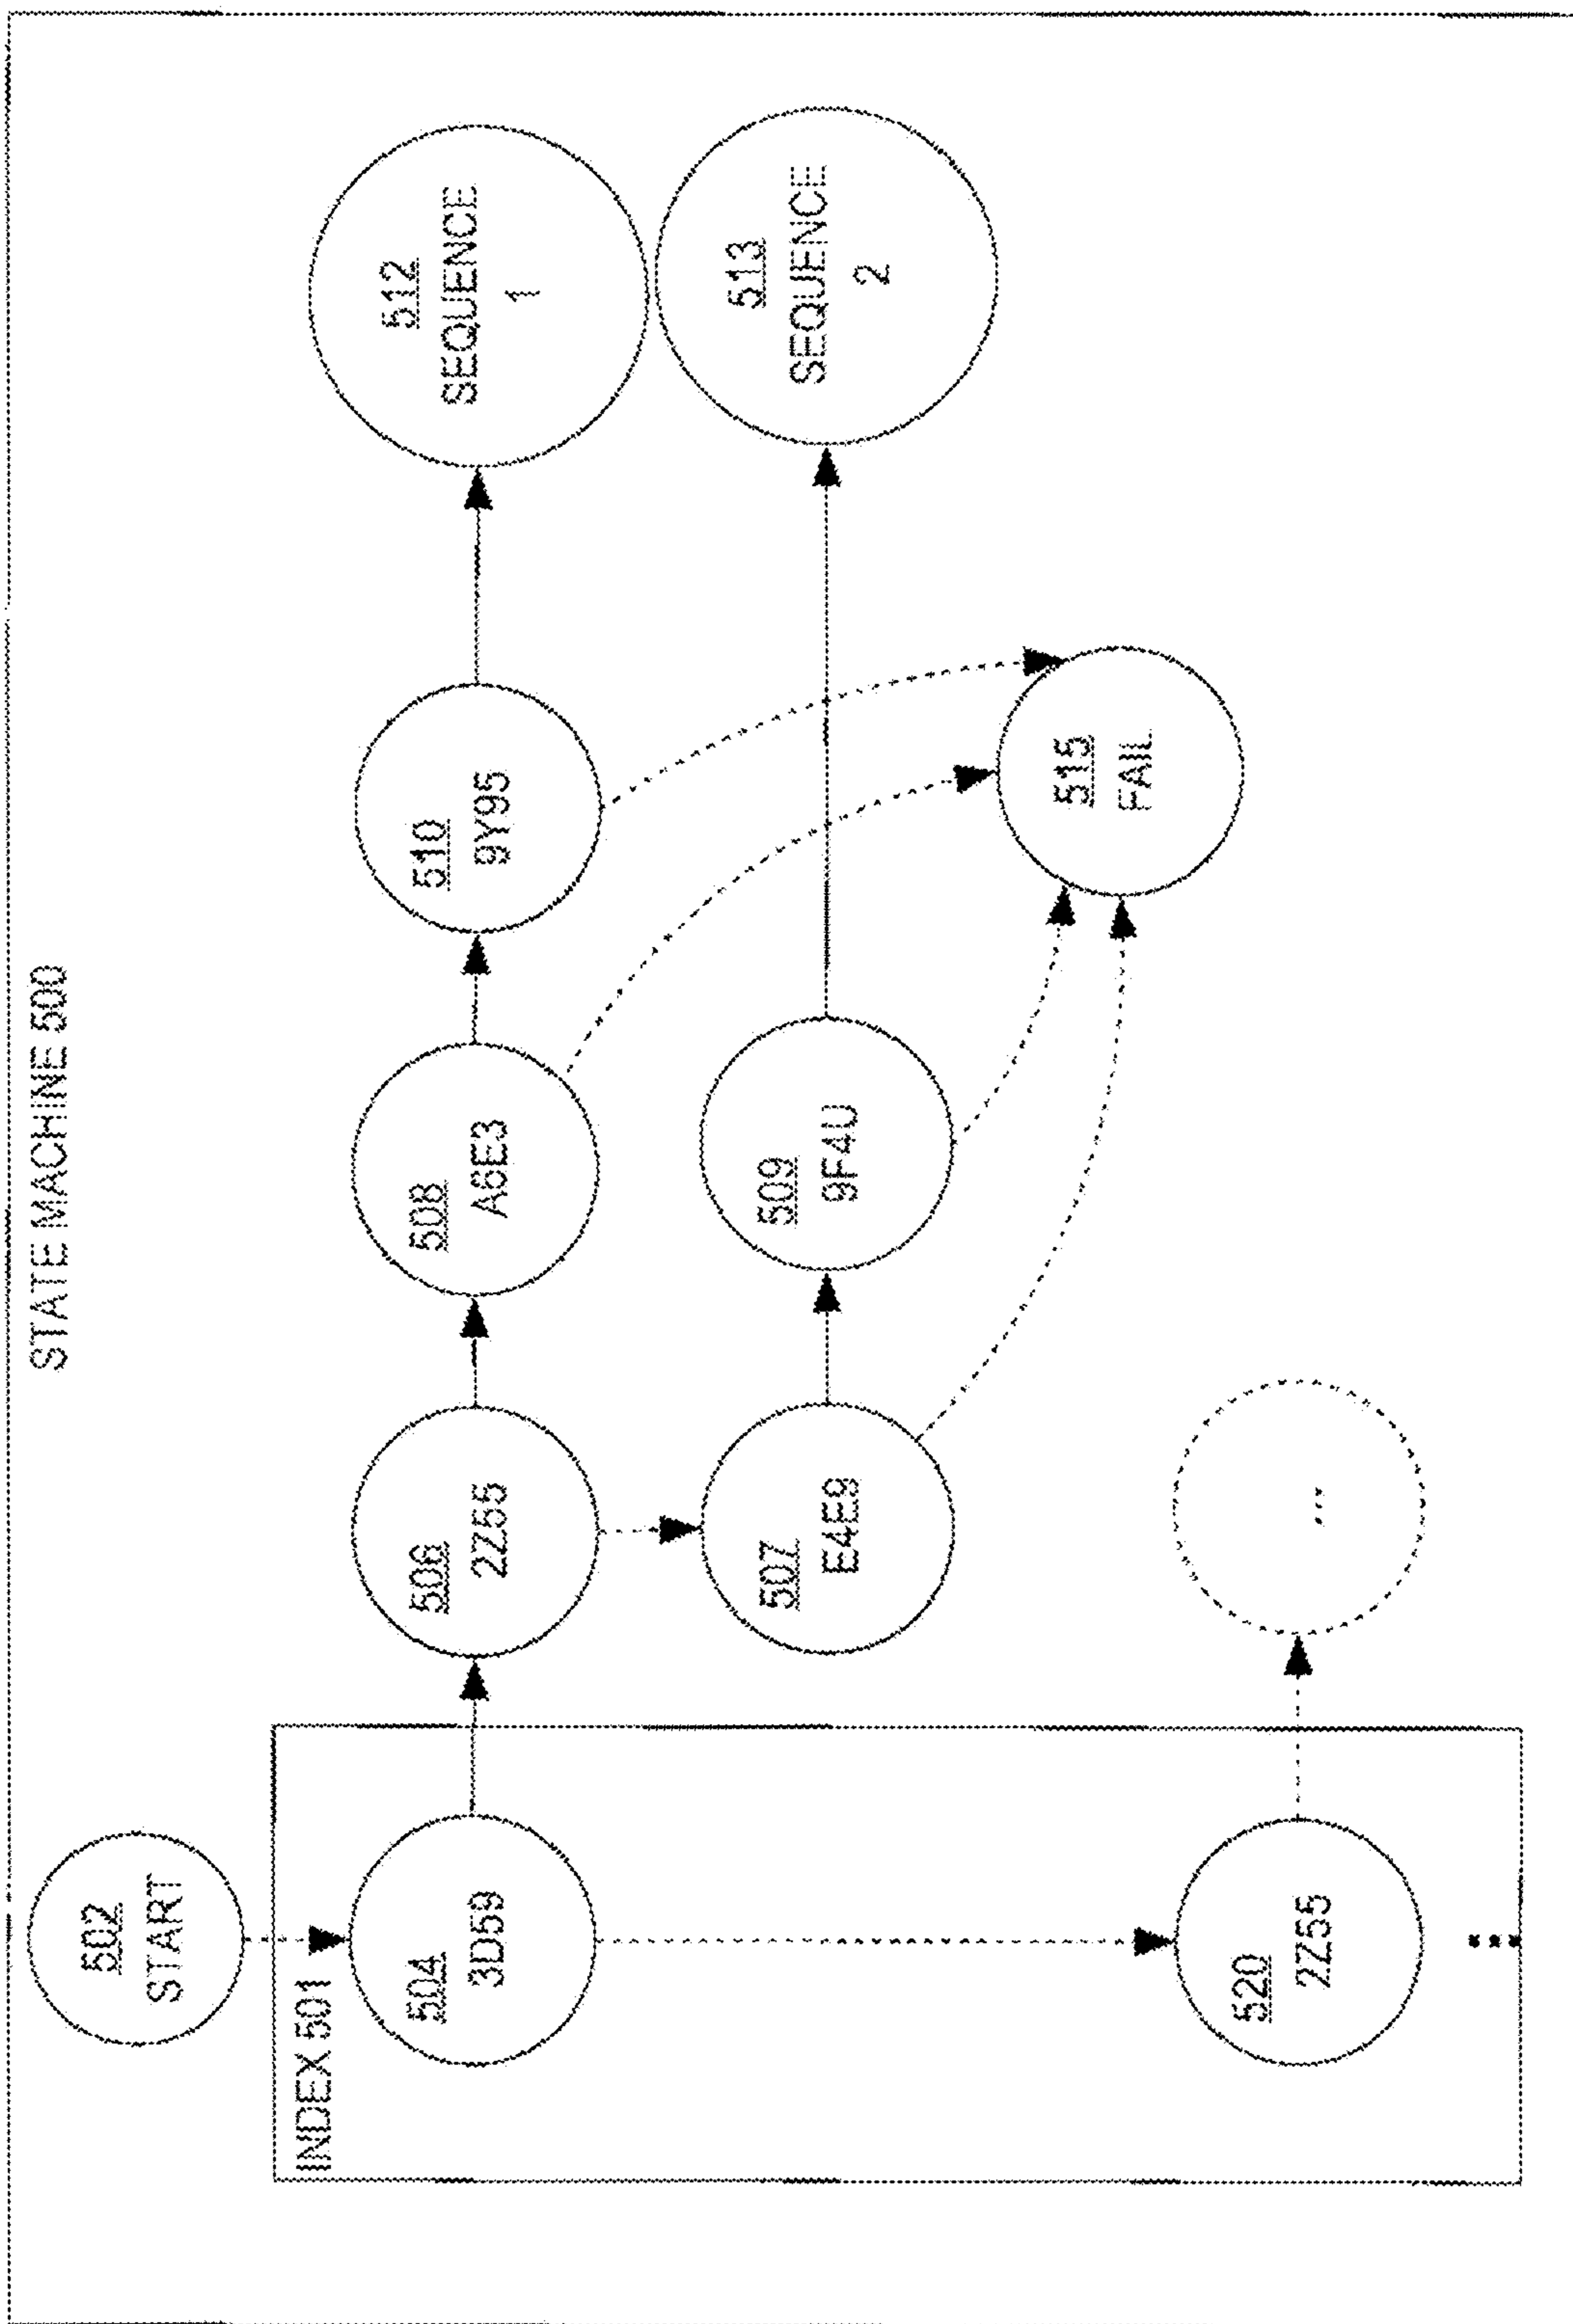 STATE MACHINE 500
502
START
INDEX 501
504
3D59
506
2Z55
508
A6E3
510
9Y95
512
SEQUENCE
1
507
E4E9
509
9F4U
513
SEQUENCE
2
515
FAIL
520
2Z55
...
...